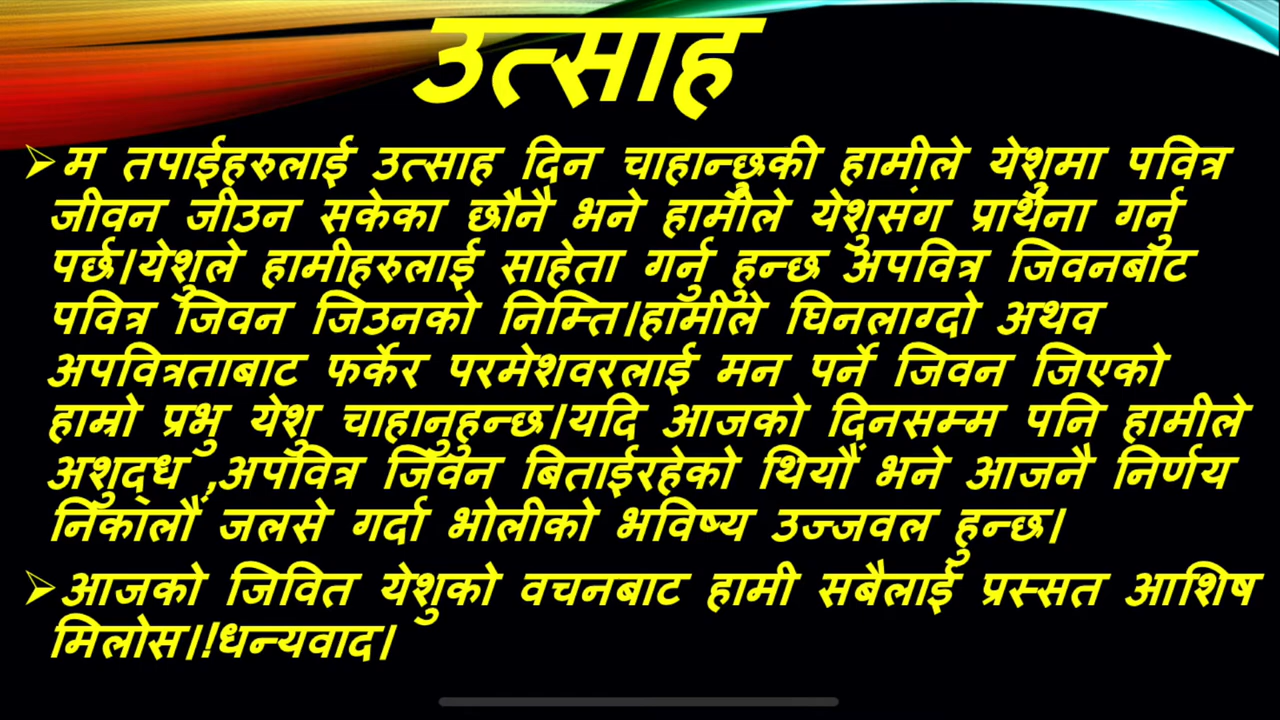 उत्साह
➢म तपाईहरुलाई उत्साह दिन चाहान्छुकी हामीले येशुमा पवित्र
जीवन जीउन सकेका छौनै भने हामीले येशुसंग प्रार्थना गर्नु
पर्छ।येशुले हामीहरुलाई साहेता गर्नु हुन्छ अपवित्र जिवनबाट
पवित्र जिवन जिउनको निम्ति।हामीले घिनलाग्दो अथव
अपवित्रताबाट फर्केर परमेशवरलाई मन पर्ने जिवन जिएको
हाम्रो प्रभु येशु चाहानुहुन्छ।यदि आजको दिनसम्म पनि हामीले
अशुद्ध ,अपवित्र जिवन बिताईरहेको थियौं भने आजनै निर्णय
निकालौं जलसे गर्दा भोलीको भविष्य उज्जवल हुन्छ।
➢आजको जिवित येशुको वचनबाट हामी सबैलाई प्रस्सत आशिष
मिलोस।!धन्यवाद।